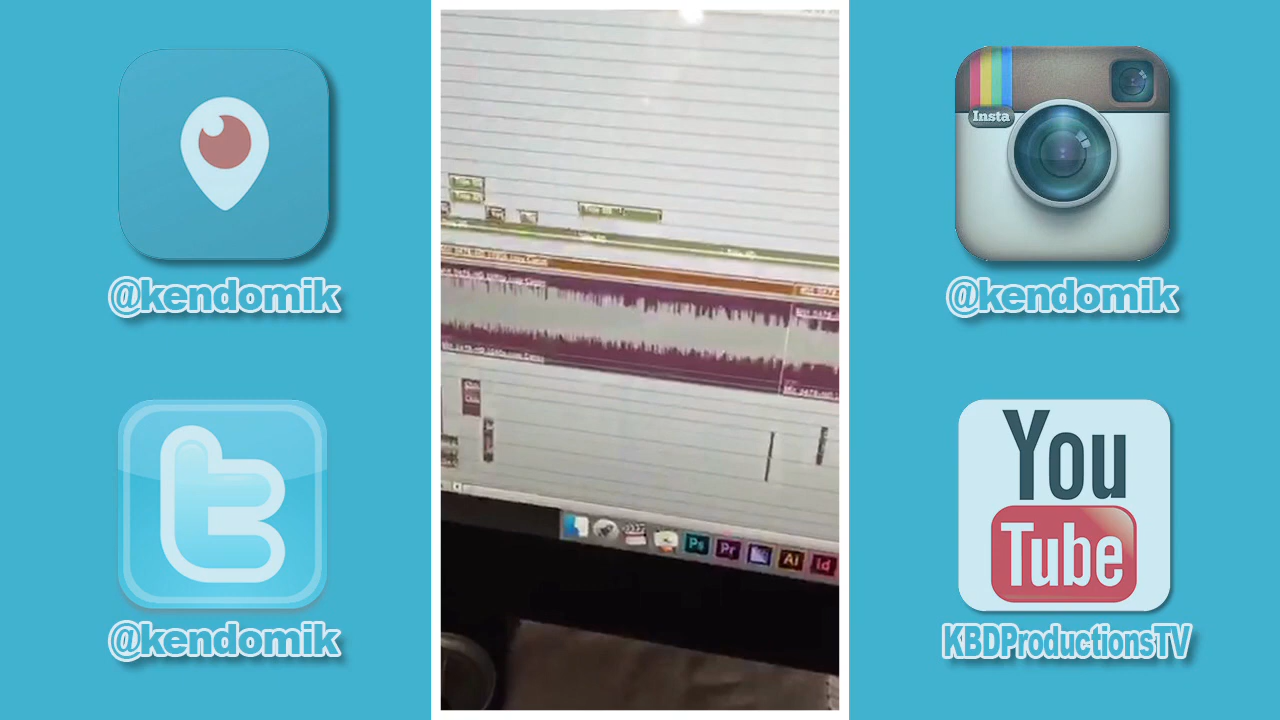 @kendomik
Insta
@kendomik
Ps
Pr
Ai
Id
@kendomik
You
Tube
KBDProductionsTV